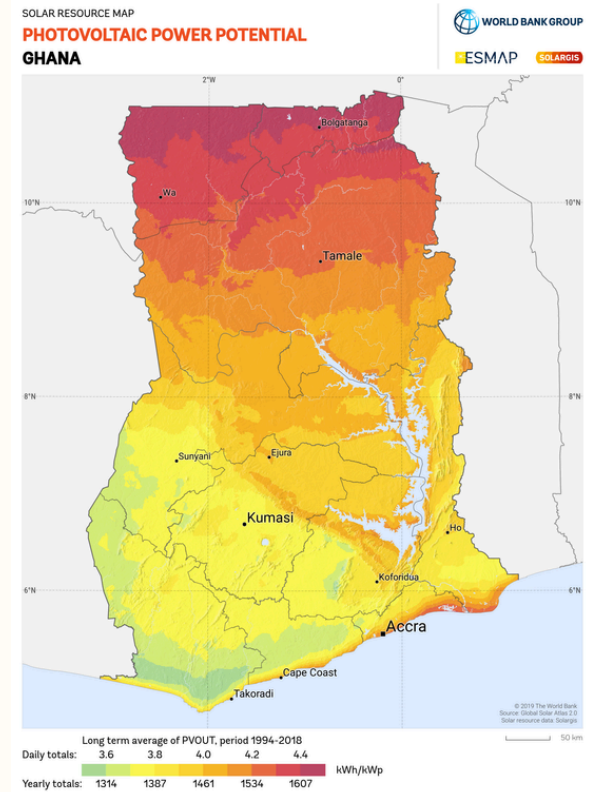 SOLAR RESOURCE MAP
PHOTOVOLTAIC POWER POTENTIAL
GHANA
WORLD BANK GROUP
ESMAP SOLARGIS
2°W 0°
Bolgatanga
Wa
10°N 10°N
Tamale
8°N 8°N
Ejura
Sunyani
Kumasi
Ho
Koforidua
6°N 6°N
Accra
Cape Coast
Takoradi
© 2019 The World Bank
Source: Global Solar Atlas 2.0
Solar resource data: Solargis
50 km
Long term average of PVOUT, period 1994-2018
Daily totals: 3.6 3.8 4.0 4.2 4.4
kWh/kWp
Yearly totals: 1314 1387 1461 1534 1607